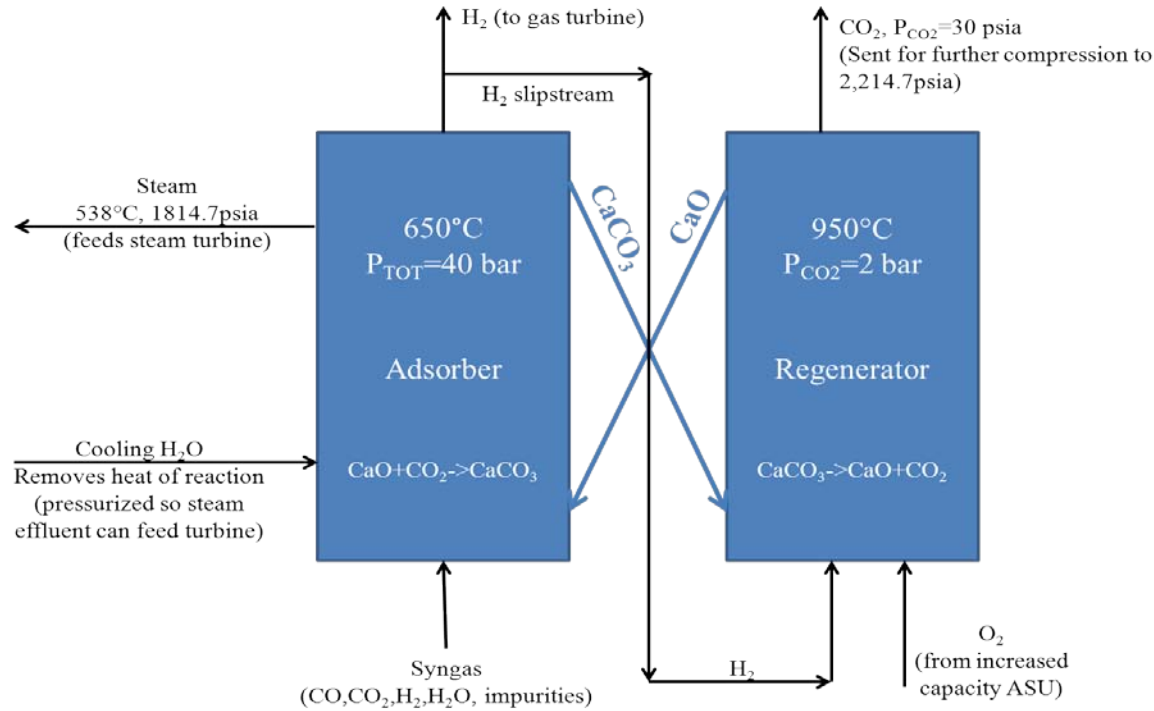 H₂ (to gas turbine)
H₂ slipstream
CO₂, P_CO2=30 psia
(Sent for further compression to
2,214.7psia)
Steam
538°C, 1814.7psia
(feeds steam turbine)
650°C
P_TOT=40 bar
Adsorber
CaO+CO₂->CaCO₃
CaCO₃
CaO
950°C
P_CO2=2 bar
Regenerator
CaCO₃->CaO+CO₂
Cooling H₂O
Removes heat of reaction
(pressurized so steam
effluent can feed turbine)
Syngas
(CO,CO₂,H₂,H₂O, impurities)
H₂
O₂
(from increased
capacity ASU)